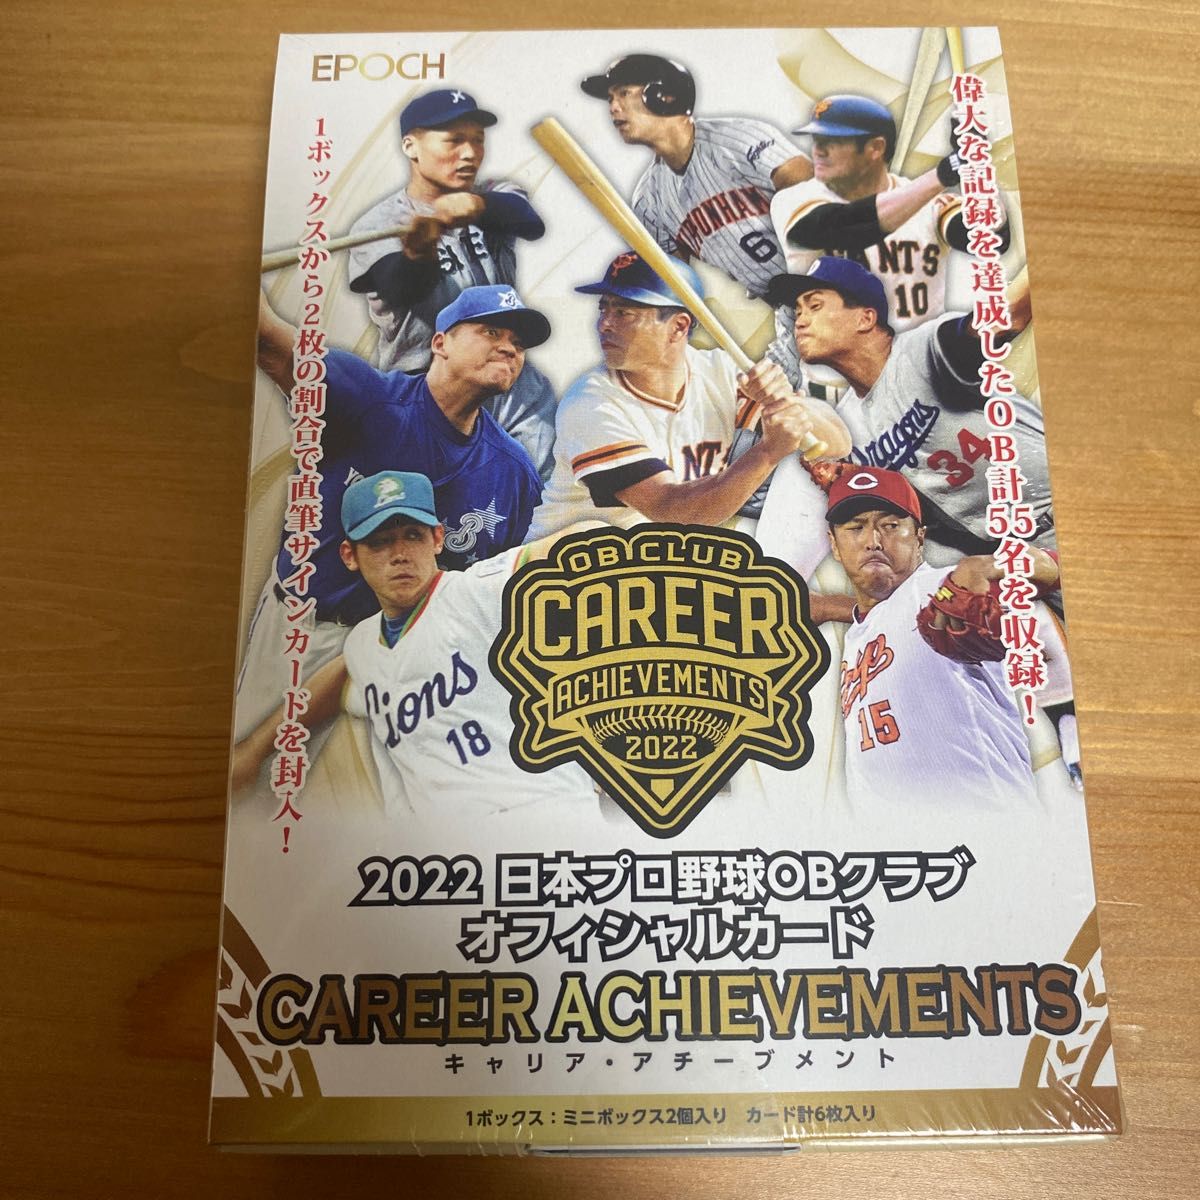 EPOCH
偉大な記録を達成したOB計55名を収録！
1ボックスから2枚の割合で直筆サインカードを封入！
Fighters
NIPPONHAM
6
GIANTS
10
Dragons
34
Lions
18
Carp
15
OB CLUB
CAREER
ACHIEVEMENTS
2022
2022 日本プロ野球OBクラブ
オフィシャルカード
CAREER ACHIEVEMENTS
キャリア・アチーブメント
1ボックス：ミニボックス2個入り　カード計6枚入り